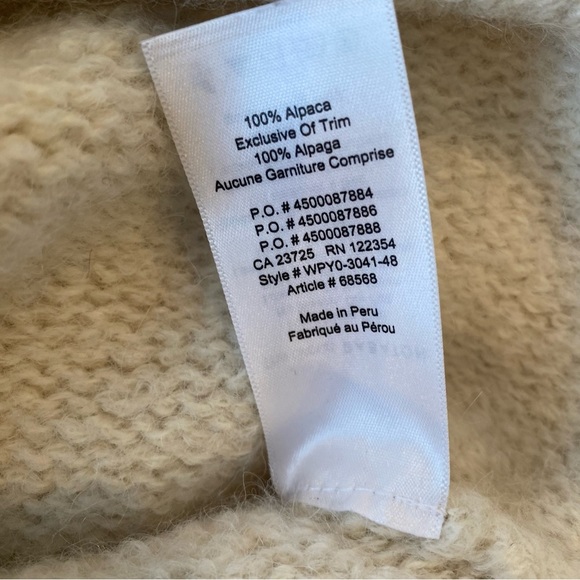 100% Alpaca
Exclusive Of Trim
100% Alpaga
Aucune Garniture Comprise
P.O. # 4500087884
P.O. # 4500087886
P.O. # 4500087888
CA 23725 RN 122354
Style # WPY0-3041-48
Article # 68568
Made in Peru
Fabriqué au Pérou